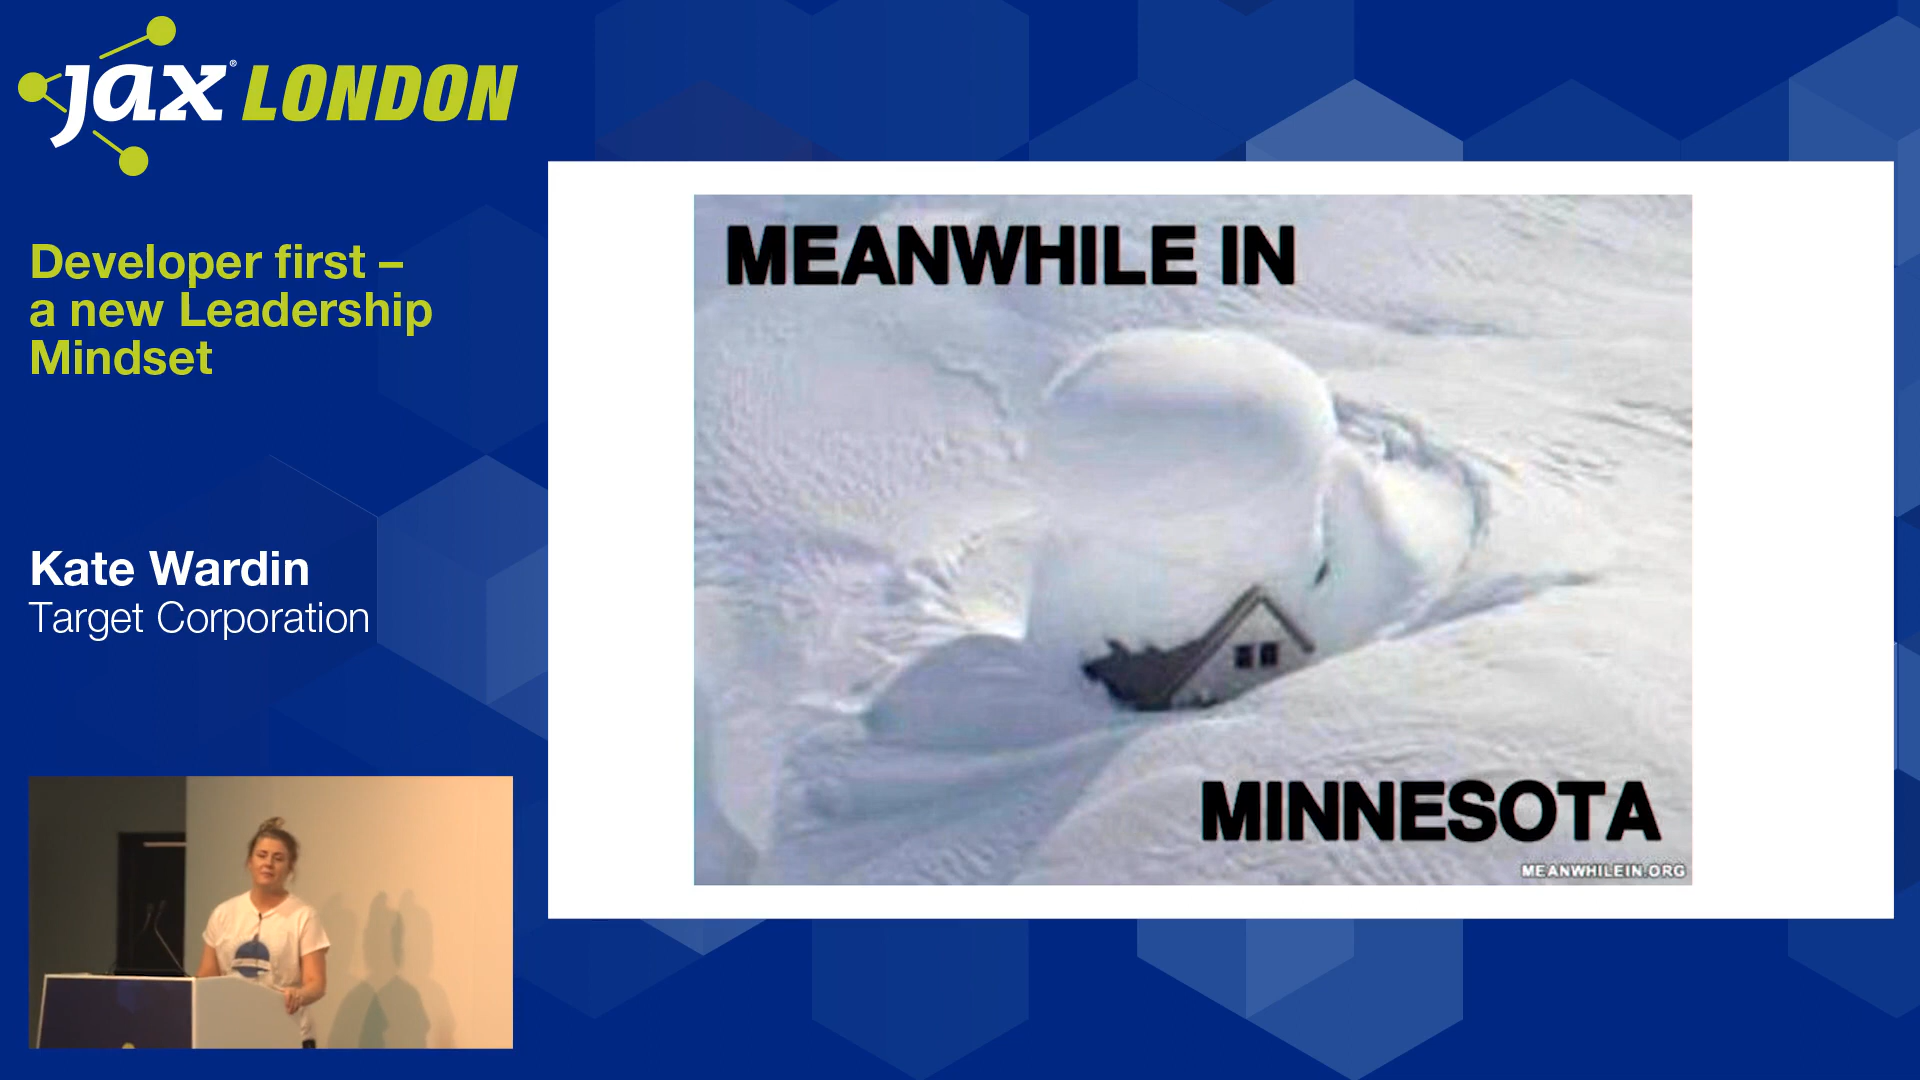 jax® LONDON
Developer first –
a new Leadership
Mindset
Kate Wardin
Target Corporation
MEANWHILE IN
MINNESOTA
MEANWHILEIN.ORG